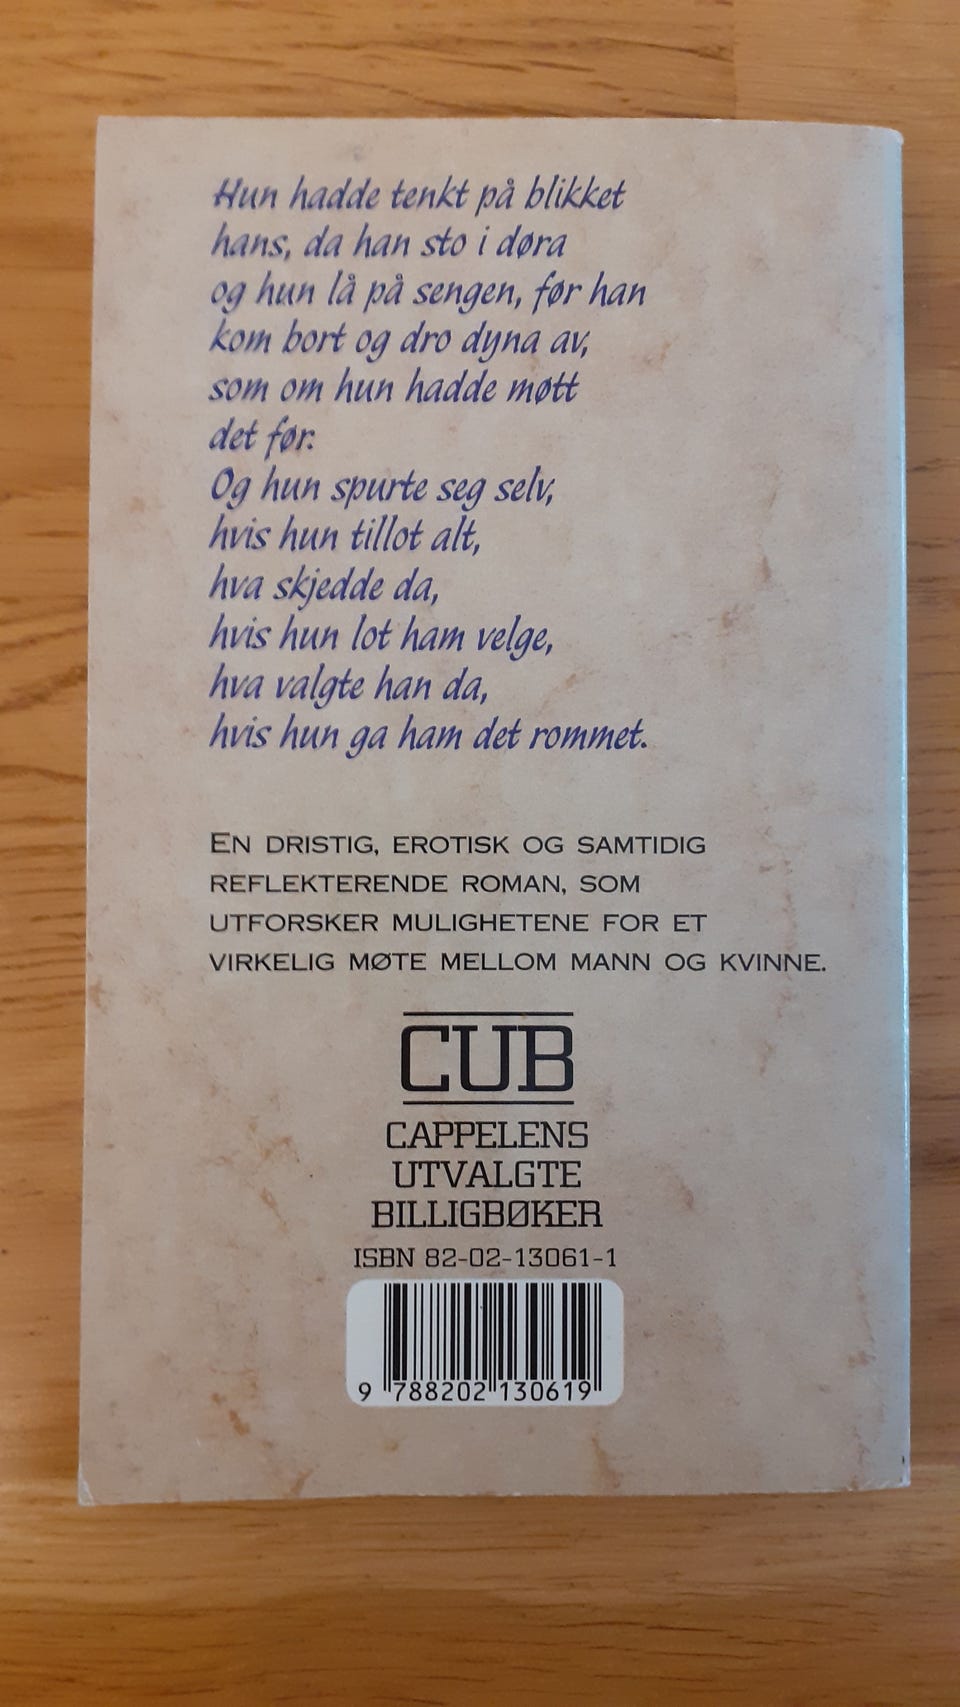 Hun hadde tenkt på blikket
hans, da han sto i døra
og hun lå på sengen, før han
kom bort og dro dyna av,
som om hun hadde møtt
det før.
Og hun spurte seg selv,
hvis hun tillot alt,
hva skjedde da,
hvis hun lot ham velge,
hva valgte han da,
hvis hun ga ham det rommet.
EN DRISTIG, EROTISK OG SAMTIDIG
REFLEKTERENDE ROMAN, SOM
UTFORSKER MULIGHETENE FOR ET
VIRKELIG MØTE MELLOM MANN OG KVINNE.
CUB
CAPPELENS
UTVALGTE
BILLIGBØKER
ISBN 82-02-13061-1
9 788202 130619